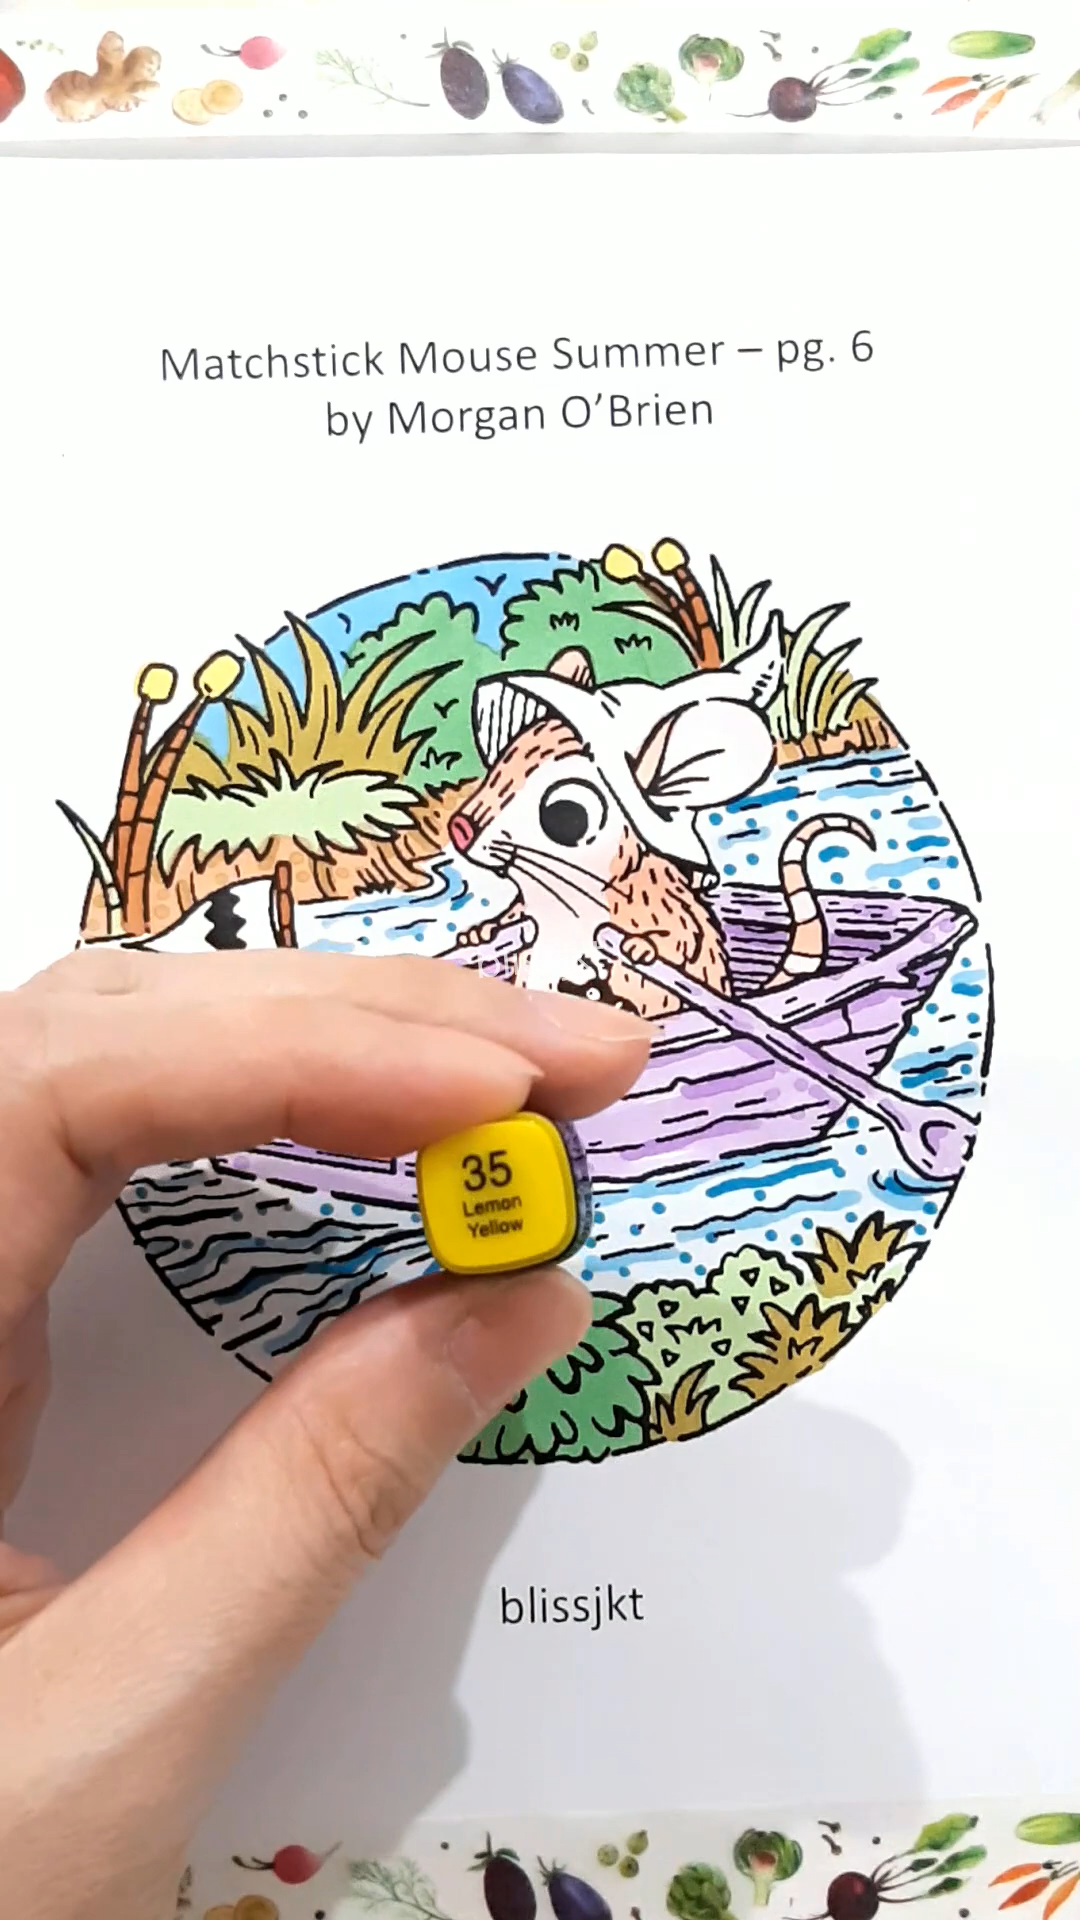 Matchstick Mouse Summer – pg. 6
by Morgan O’Brien
35
Lemon
Yellow
blissjkt